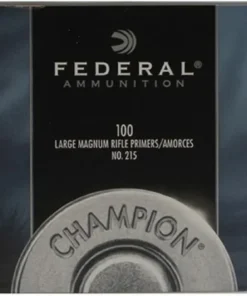 FEDERAL
AMMUNITION
100
LARGE MAGNUM RIFLE PRIMERS/AMORCES
NO. 215
CHAMPION